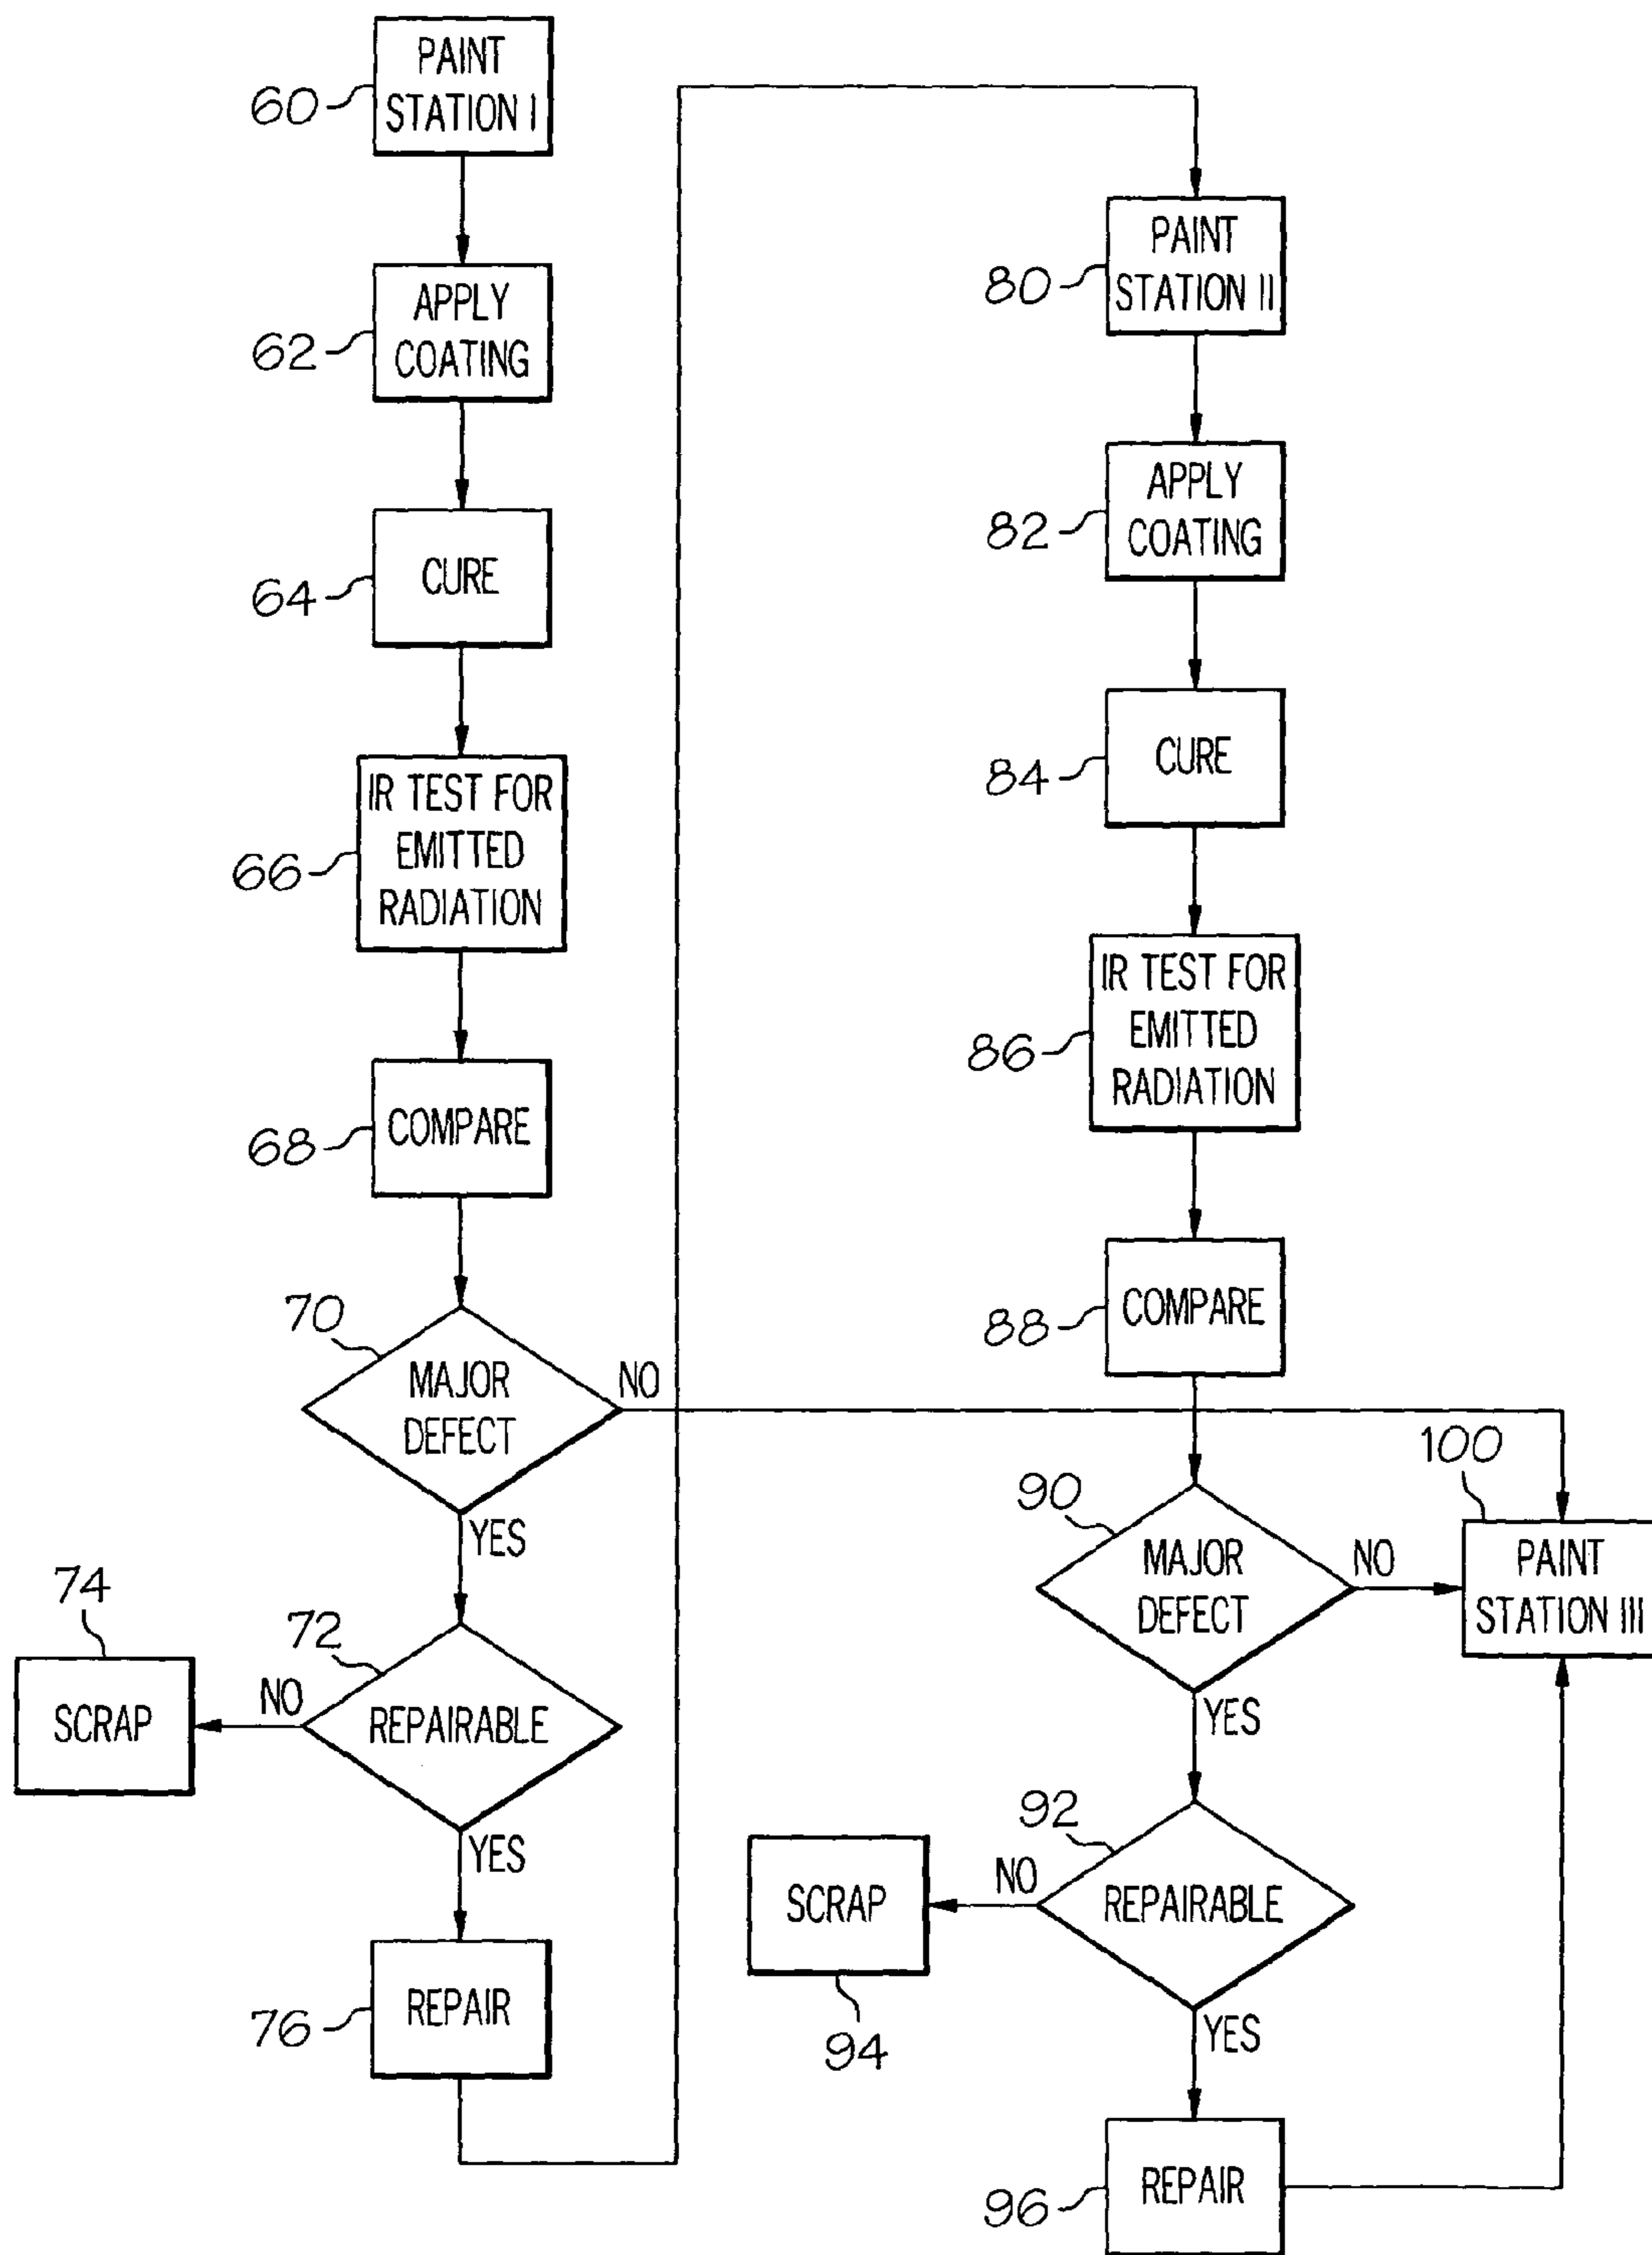 PAINT
STATION I
60
APPLY
COATING
62
CURE
64
IR TEST FOR
EMITTED
RADIATION
66
COMPARE
68
70
MAJOR
DEFECT
NO
YES
74
72
SCRAP
NO
REPAIRABLE
YES
REPAIR
76
PAINT
STATION II
80
APPLY
COATING
82
CURE
84
IR TEST FOR
EMITTED
RADIATION
86
COMPARE
88
90
MAJOR
DEFECT
NO
100
PAINT
STATION III
YES
92
SCRAP
NO
REPAIRABLE
94
YES
REPAIR
96